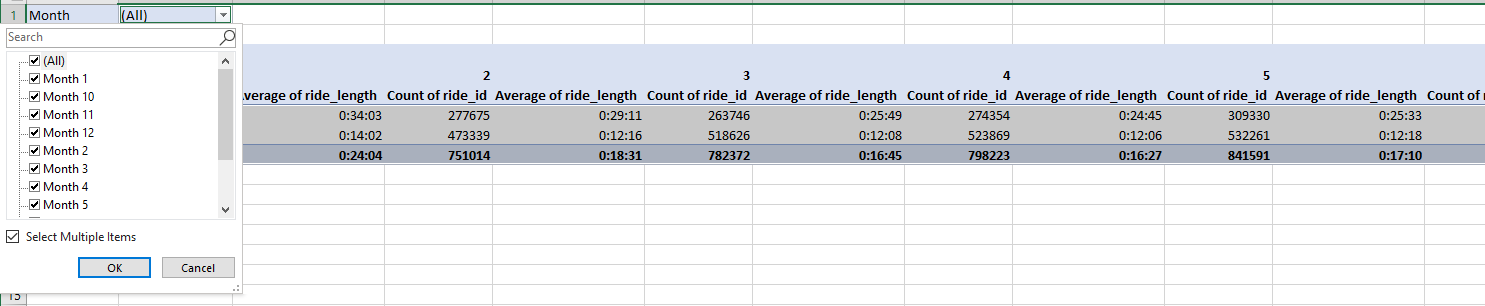 1 Month (All)
Search
(All)
Month 1
Month 10
Month 11
Month 12
Month 2
Month 3
Month 4
Month 5
Select Multiple Items
OK Cancel
2 3 4 5
Average of ride_length Count of ride_id Average of ride_length Count of ride_id Average of ride_length Count of ride_id Average of ride_length Count of ride_id Average of ride_length Count of r
0:34:03 277675 0:29:11 263746 0:25:49 274354 0:24:45 309330 0:25:33
0:14:02 473339 0:12:16 518626 0:12:08 523869 0:12:06 532261 0:12:18
0:24:04 751014 0:18:31 782372 0:16:45 798223 0:16:27 841591 0:17:10